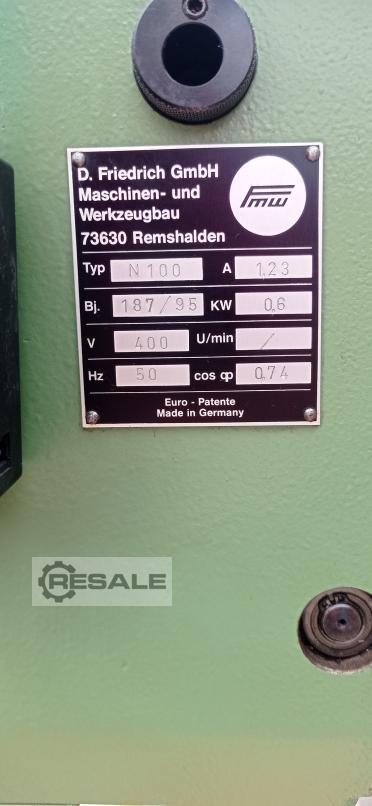 D. Friedrich GmbH
Maschinen- und
Werkzeugbau
73630 Remshalden
FMW
Typ N 100 A 1,23
Bj. 187/95 KW 0,6
V 400 U/min /
Hz 50 cos φ 0,74
Euro - Patente
Made in Germany
RESALE